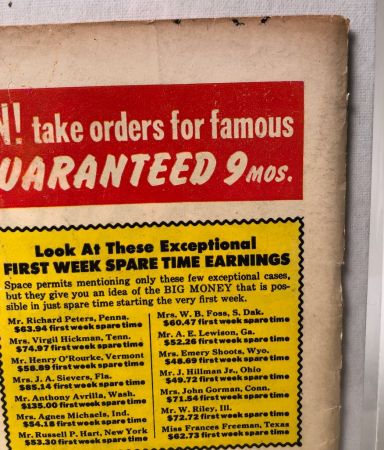 N! take orders for famous
UARANTEED 9 MOS.
Look At These Exceptional
FIRST WEEK SPARE TIME EARNINGS
Space permits mentioning only these few exceptional cases,
but they give you an idea of the BIG MONEY that is pos-
sible in just spare time starting the very first week.
Mr. Richard Peters, Penna.
$63.94 first week spare time
Mrs. Virgil Hickman, Tenn.
$74.97 first week spare time
Mr. Henry O'Rourke, Vermont
$58.89 first week spare time
Mrs. J. A. Sievers, Fla.
$85.14 first week spare time
Mr. Anthony Avrilla, Wash.
$135.00 first week spare time
Mrs. Agnes Michaels, Ind.
$54.18 first week spare time
Mr. Russell P. Hart, New York
$53.30 first week spare time
Mrs. W. B. Foss, S. Dak.
$60.47 first week spare time
Mr. A. E. Lewison, Ga.
$52.26 first week spare time
Mrs. Emery Shoots, Wyo.
$48.69 first week spare time
Mr. J. Hillman Jr., Ohio
$49.72 first week spare time
Mrs. John Gorman, Conn.
$71.54 first week spare time
Mr. W. Riley, Ill.
$72.72 first week spare time
Miss Frances Freeman, Texas
$62.73 first week spare time